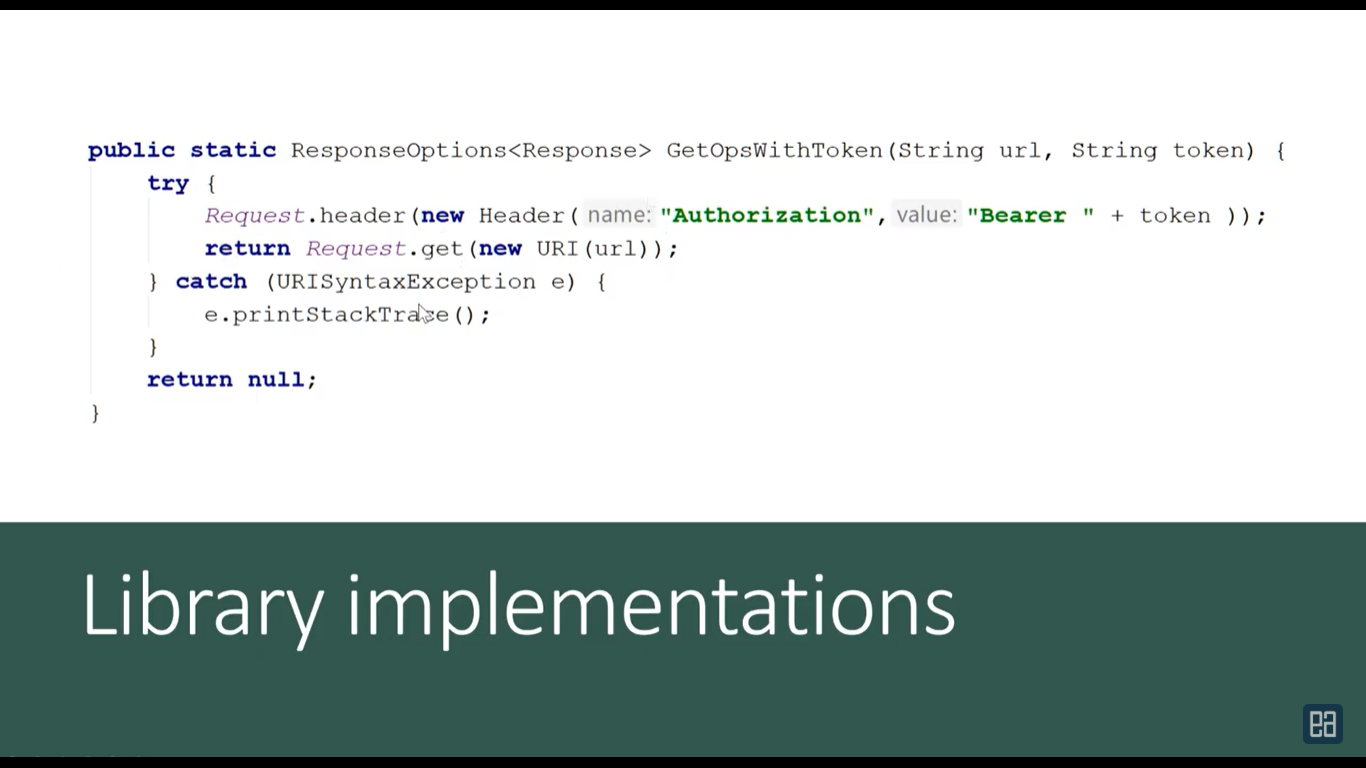 public static ResponseOptions<Response> GetOpsWithToken(String url, String token) {
try {
Request.header(new Header( name: "Authorization", value: "Bearer " + token ));
return Request.get(new URI(url));
} catch (URISyntaxException e) {
e.printStackTrace();
}
return null;
}
Library implementations
ea